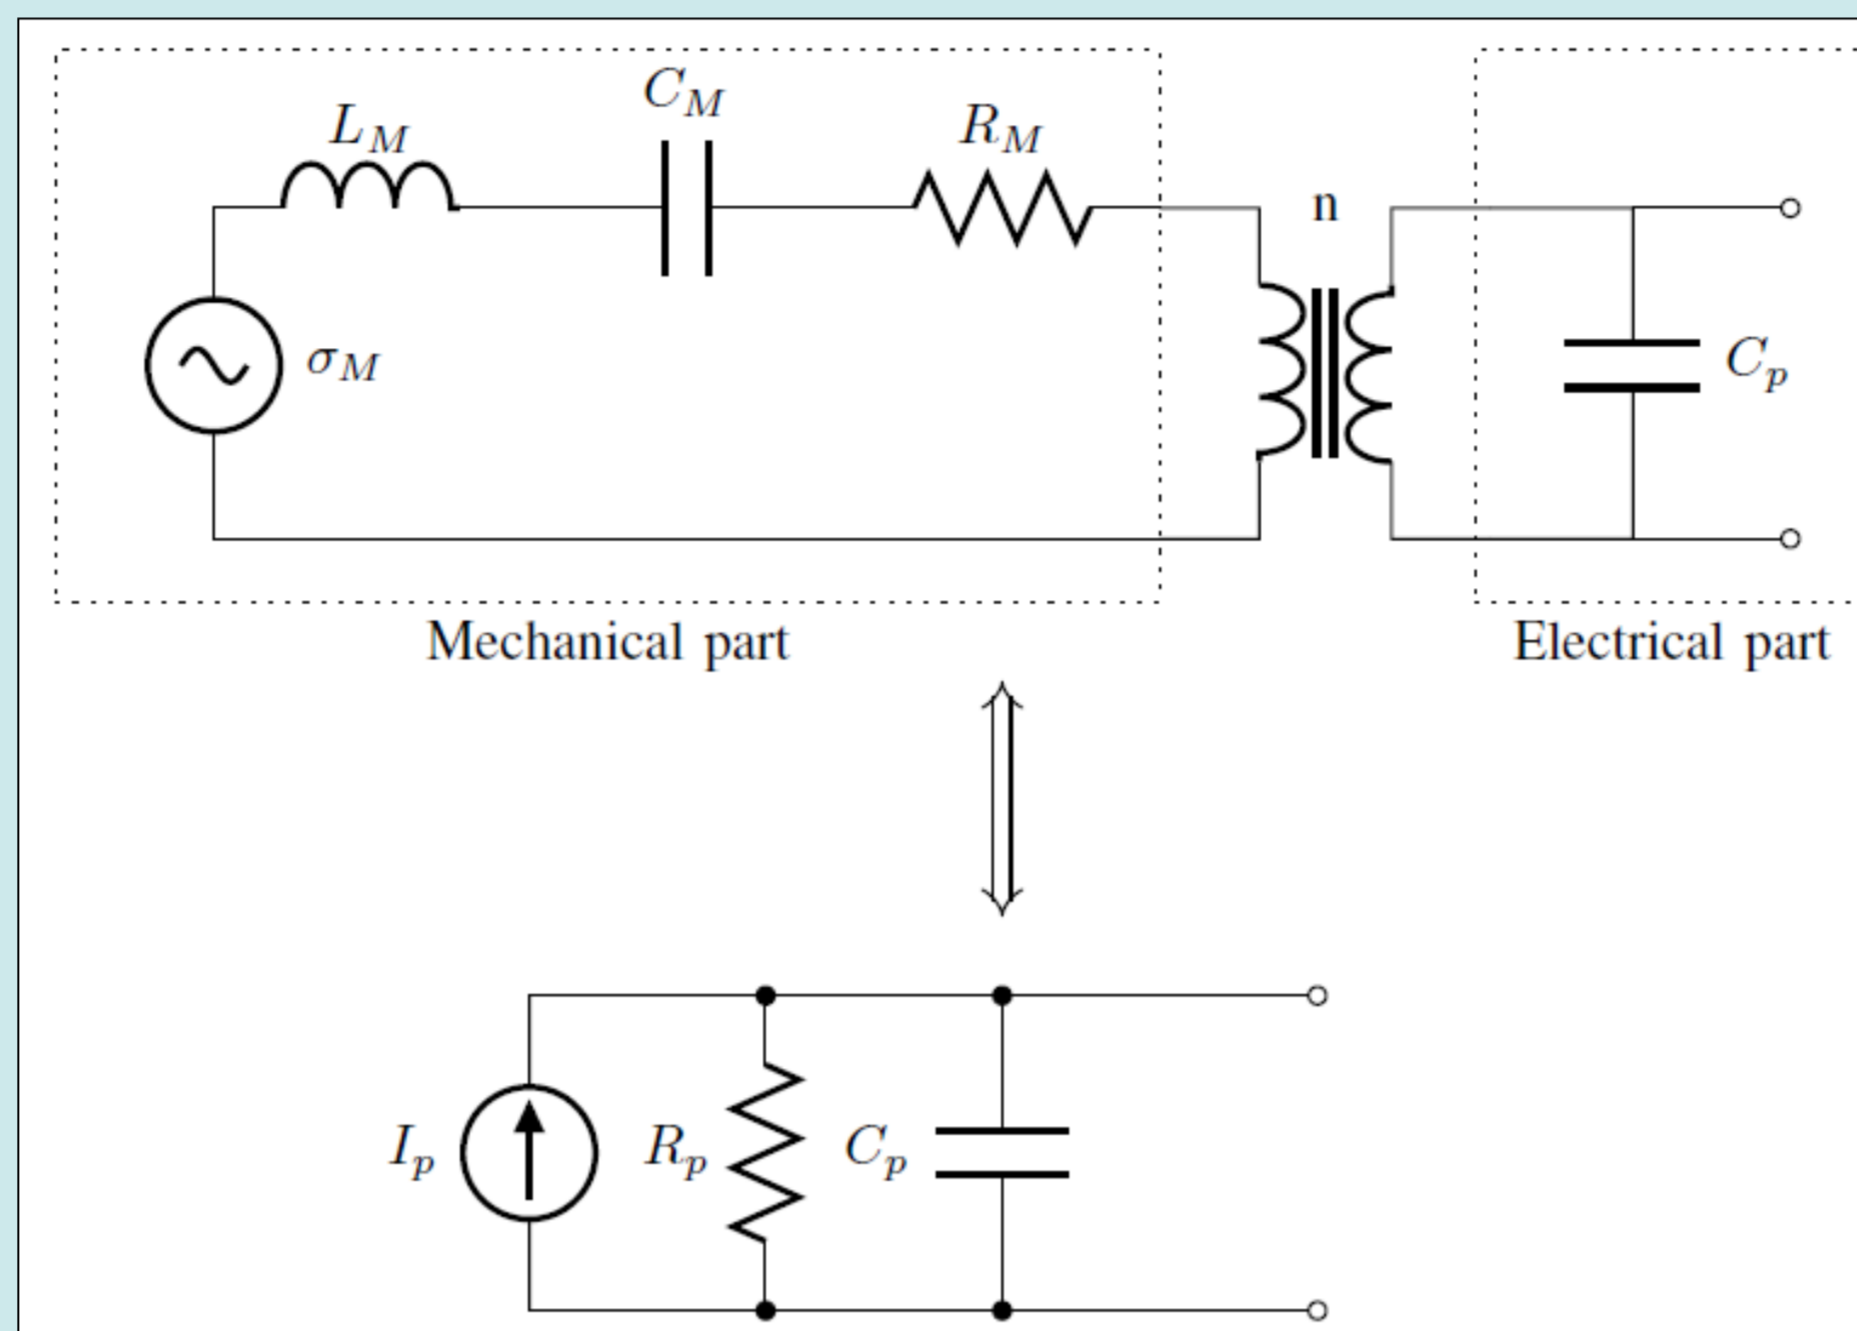 C_M
L_M
R_M
n
σ_M
C_p
Mechanical part
Electrical part
I_p
R_p
C_p